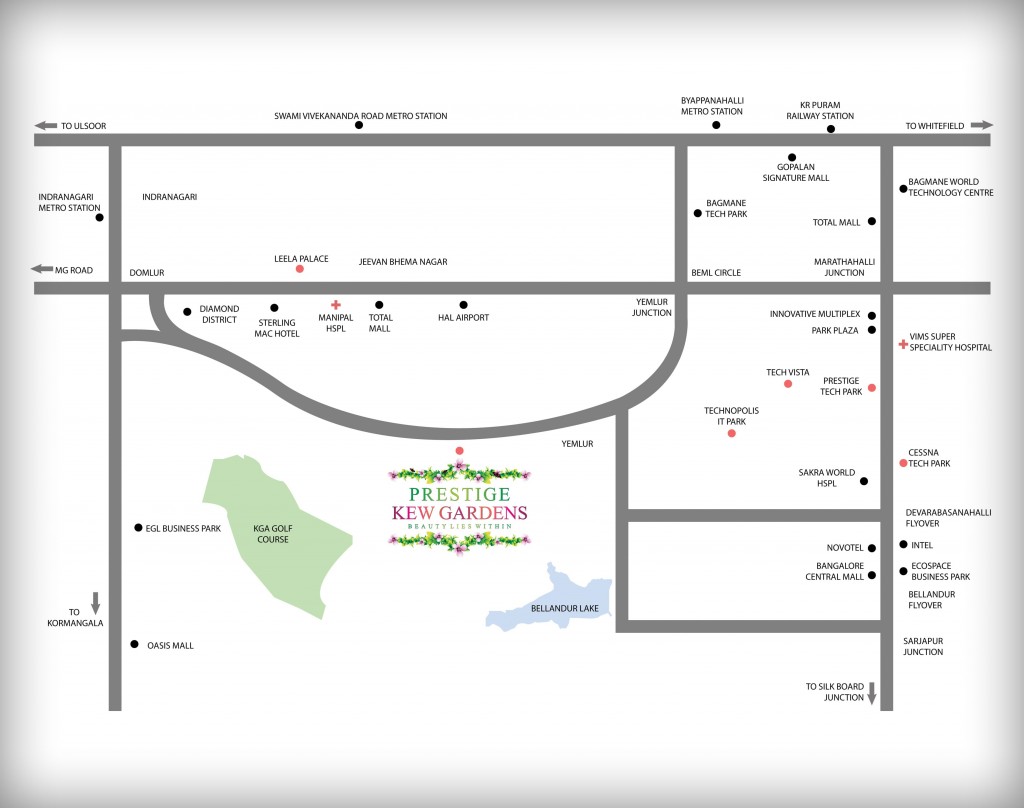 BYAPPANAHALLI
METRO STATION
KR PURAM
RAILWAY STATION
SWAMI VIVEKANANDA ROAD METRO STATION
TO ULSOOR
TO WHITEFIELD
GOPALAN
SIGNATURE MALL
INDRANAGARI
METRO STATION
INDRANAGARI
BAGMANE
TECH PARK
BAGMANE WORLD
TECHNOLOGY CENTRE
TOTAL MALL
LEELA PALACE
JEEVAN BHEMA NAGAR
MG ROAD
DOMLUR
BEML CIRCLE
MARATHAHALLI
JUNCTION
DIAMOND
DISTRICT
STERLING
MAC HOTEL
MANIPAL
HSPL
TOTAL
MALL
HAL AIRPORT
YEMLUR
JUNCTION
INNOVATIVE MULTIPLEX
PARK PLAZA
VIMS SUPER
SPECIALITY HOSPITAL
TECH VISTA
PRESTIGE
TECH PARK
TECHNOPOLIS
IT PARK
YEMLUR
CESSNA
TECH PARK
SAKRA WORLD
HSPL
PRESTIGE
KEW GARDENS
BEAUTY LIES WITHIN
EGL BUSINESS PARK
KGA GOLF
COURSE
DEVARABASANAHALLI
FLYOVER
NOVOTEL
INTEL
BANGALORE
CENTRAL MALL
ECOSPACE
BUSINESS PARK
BELLANDUR
FLYOVER
BELLANDUR LAKE
TO
KORMANGALA
OASIS MALL
SARJAPUR
JUNCTION
TO SILK BOARD
JUNCTION